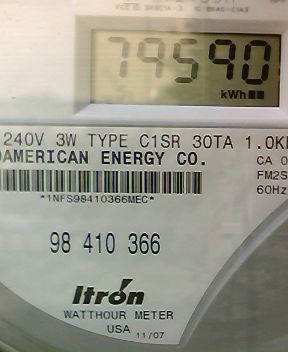 79590
kWh
240V 3W TYPE C1SR 30TA 1.0K
AMERICAN ENERGY CO.
CA 0
FM2S
60Hz
*1NFS98410366MEC*
98 410 366
Itrón
WATTHOUR METER
USA 11/07